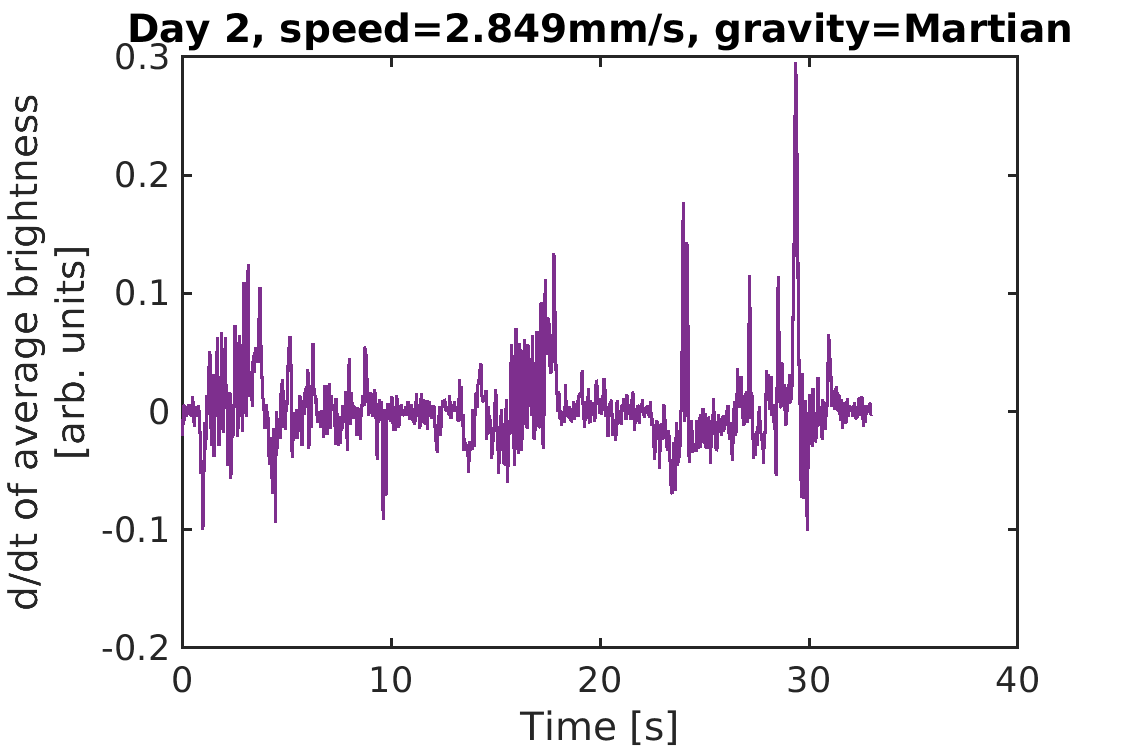 Day 2, speed=2.849mm/s, gravity=Martian
d/dt of average brightness
[arb. units]
0.3
0.2
0.1
0
-0.1
-0.2
0 10 20 30 40
Time [s]